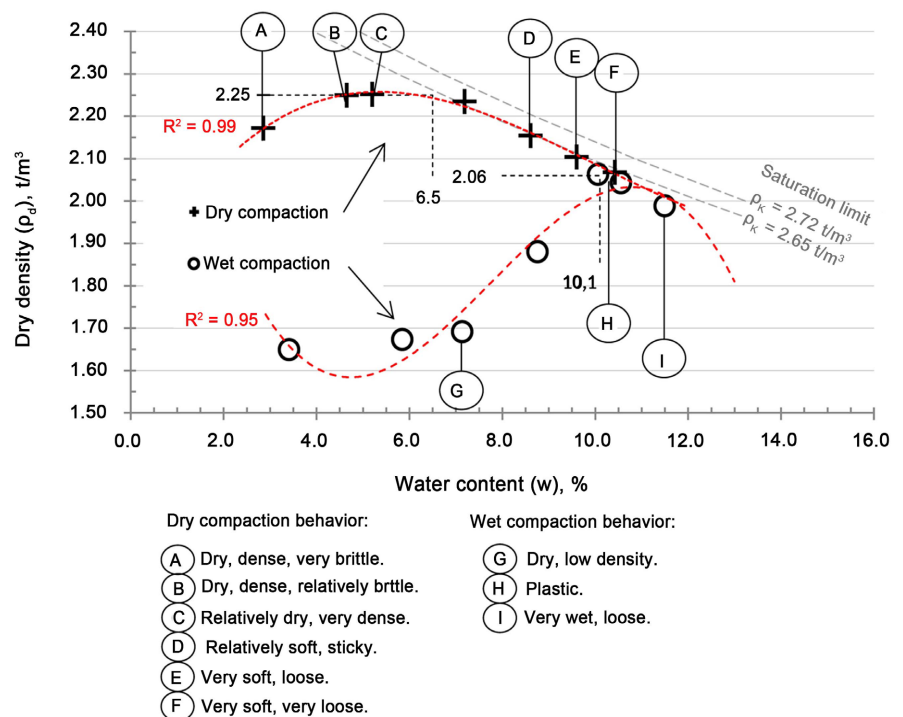 2.40
2.30
2.20
2.10
2.00
1.90
1.80
1.70
1.60
1.50
Dry density (ρd), t/m³
A
B
C
D
E
F
2.25
R² = 0.99
6.5
2.06
Saturation limit
ρK = 2.72 t/m³
ρK = 2.65 t/m³
Dry compaction
Wet compaction
10,1
R² = 0.95
G
H
I
0.0 2.0 4.0 6.0 8.0 10.0 12.0 14.0 16.0
Water content (w), %
Dry compaction behavior:
A Dry, dense, very brittle.
B Dry, dense, relatively brttle.
C Relatively dry, very dense.
D Relatively soft, sticky.
E Very soft, loose.
F Very soft, very loose.
Wet compaction behavior:
G Dry, low density.
H Plastic.
I Very wet, loose.